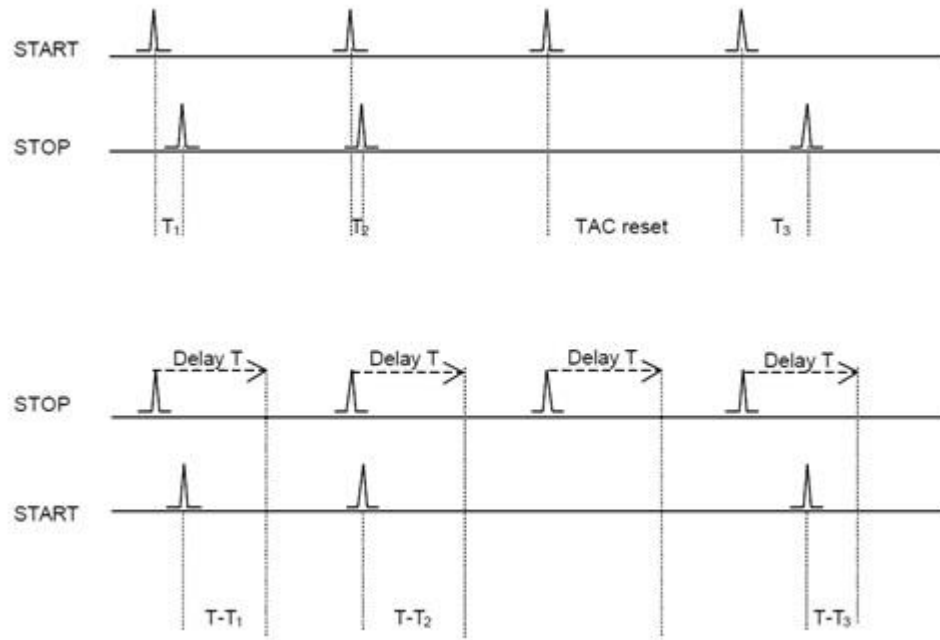 START
STOP
T₁ T₂ TAC reset T₃
Delay T Delay T Delay T Delay T
STOP
START
T-T₁ T-T₂ T-T₃